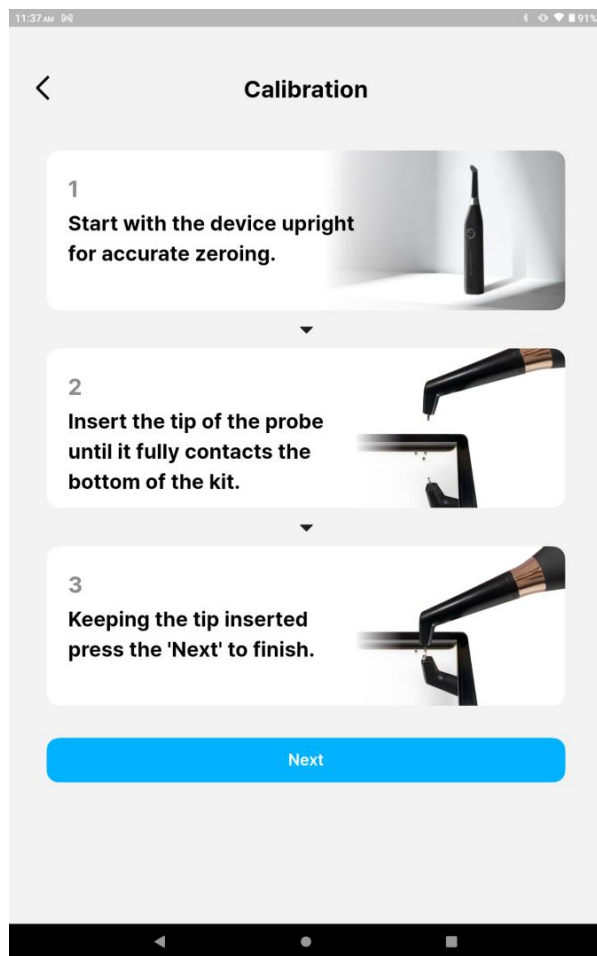 11:37 AM
91%
Calibration
1
Start with the device upright
for accurate zeroing.
2
Insert the tip of the probe
until it fully contacts the
bottom of the kit.
3
Keeping the tip inserted
press the 'Next' to finish.
Next